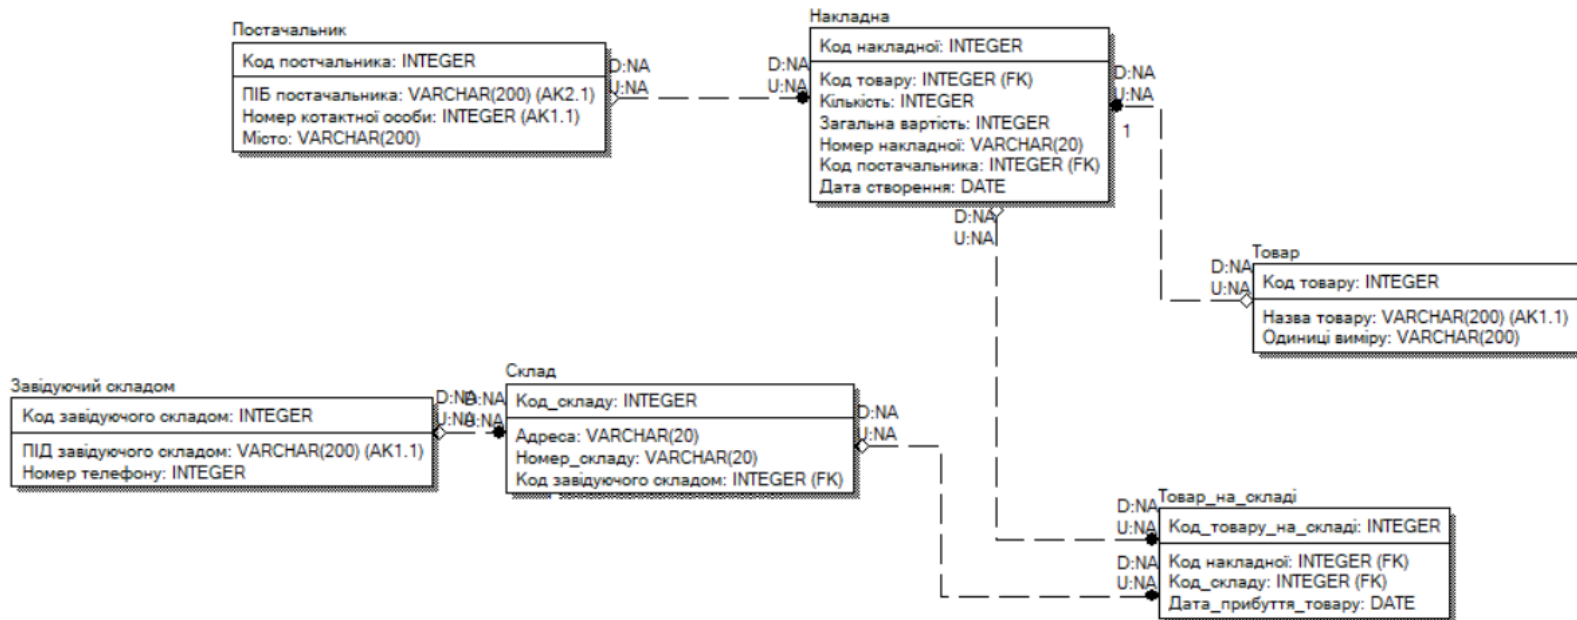 Постачальник
Код постчальника: INTEGER
ПІБ постачальника: VARCHAR(200) (AK2.1)
Номер котактної особи: INTEGER (AK1.1)
Місто: VARCHAR(200)
D:NA
U:NA
D:NA
U:NA
Накладна
Код накладної: INTEGER
Код товару: INTEGER (FK)
Кількість: INTEGER
Загальна вартість: INTEGER
Номер накладної: VARCHAR(20)
Код постачальника: INTEGER (FK)
Дата створення: DATE
D:NA
U:NA
1
D:NA
U:NA
D:NA
U:NA
Товар
Код товару: INTEGER
Назва товару: VARCHAR(200) (AK1.1)
Одиниці виміру: VARCHAR(200)
Завідуючий складом
Код завідуючого складом: INTEGER
ПІД завідуючого складом: VARCHAR(200) (AK1.1)
Номер телефону: INTEGER
D:NA
U:NA
D:NA
U:NA
Склад
Код_складу: INTEGER
Адреса: VARCHAR(20)
Номер_складу: VARCHAR(20)
Код завідуючого складом: INTEGER (FK)
D:NA
U:NA
D:NA
U:NA
D:NA
U:NA
Товар_на_складі
Код_товару_на_складі: INTEGER
Код накладної: INTEGER (FK)
Код_складу: INTEGER (FK)
Дата_прибуття_товару: DATE